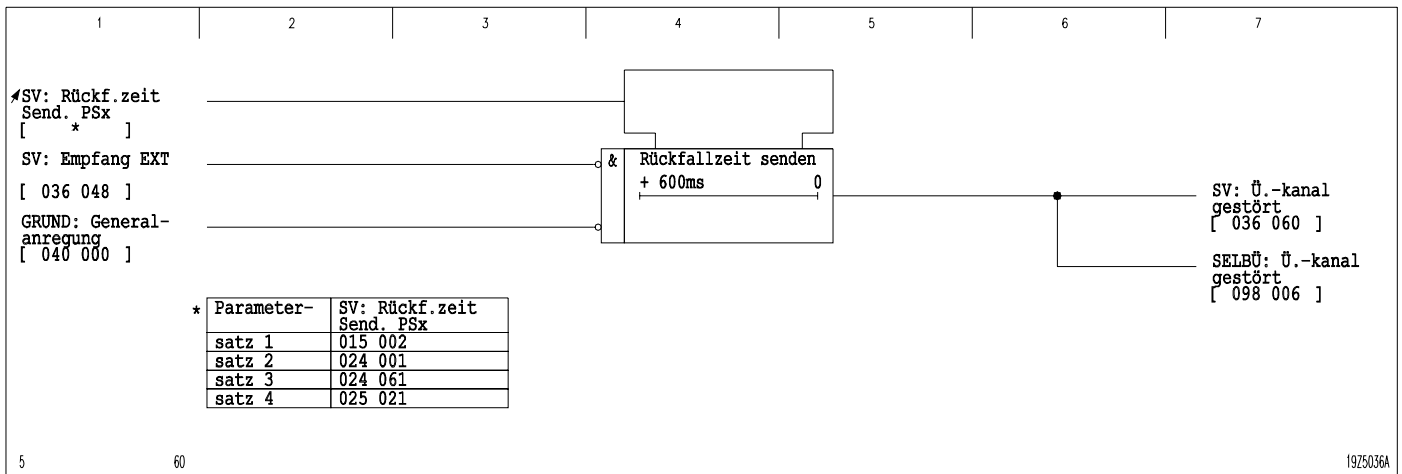 1 2 3 4 5 6 7
SV: Rückf.zeit
Send. PSx
[ * ]
SV: Empfang EXT
[ 036 048 ]
GRUND: General-
anregung
[ 040 000 ]
& Rückfallzeit senden
+ 600ms 0
SV: Ü.-kanal
gestört
[ 036 060 ]
SELBÜ: Ü.-kanal
gestört
[ 098 006 ]
* Parameter- SV: Rückf.zeit
Send. PSx
satz 1 015 002
satz 2 024 001
satz 3 024 061
satz 4 025 021
5 60 19Z5036A